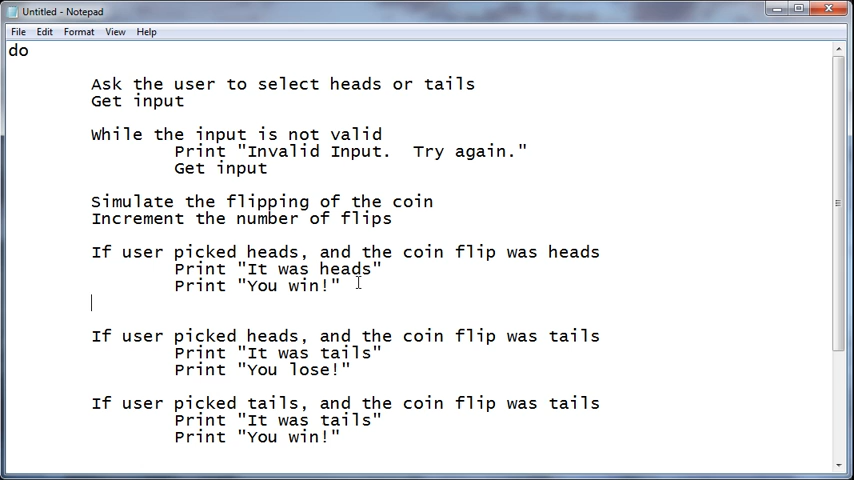 Untitled - Notepad
File Edit Format View Help
do
Ask the user to select heads or tails
Get input
While the input is not valid
Print "Invalid Input.  Try again."
Get input
Simulate the flipping of the coin
Increment the number of flips
If user picked heads, and the coin flip was heads
Print "It was heads"
Print "You win!"
If user picked heads, and the coin flip was tails
Print "It was tails"
Print "You lose!"
If user picked tails, and the coin flip was tails
Print "It was tails"
Print "You win!"